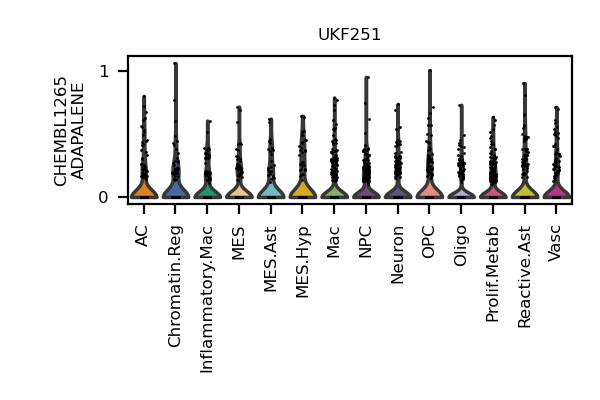 UKF251
CHEMBL1265
ADAPALENE
1
0
AC
Chromatin.Reg
Inflammatory.Mac
MES
MES.Ast
MES.Hyp
Mac
NPC
Neuron
OPC
Oligo
Prolif.Metab
Reactive.Ast
Vasc